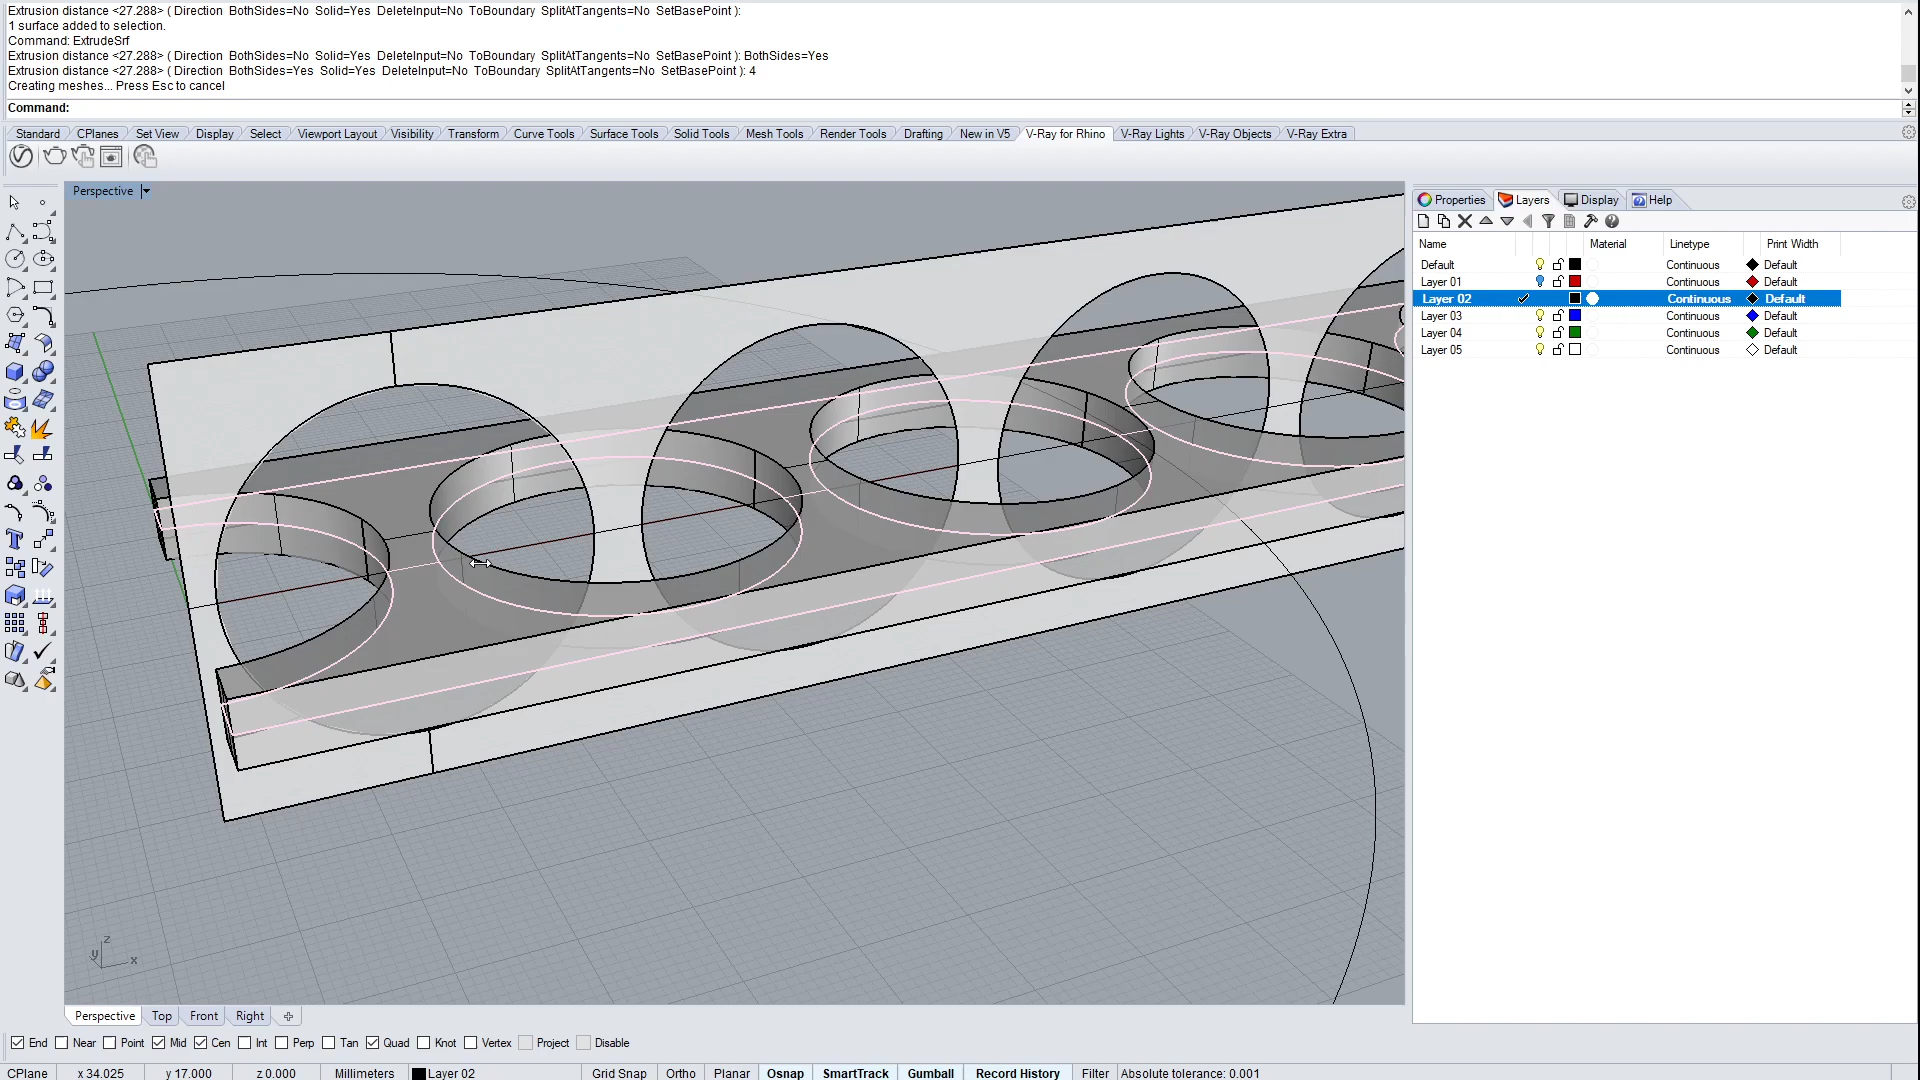 Extrusion distance <27.288> ( Direction  BothSides=No  Solid=Yes  DeleteInput=No  ToBoundary  SplitAtTangents=No  SetBasePoint ):
1 surface added to selection.
Command: ExtrudeSrf
Extrusion distance <27.288> ( Direction  BothSides=No  Solid=Yes  DeleteInput=No  ToBoundary  SplitAtTangents=No  SetBasePoint ): BothSides=Yes
Extrusion distance <27.288> ( Direction  BothSides=Yes  Solid=Yes  DeleteInput=No  ToBoundary  SplitAtTangents=No  SetBasePoint ): 4
Creating meshes... Press Esc to cancel
Command:
Standard CPlanes Set View Display Select Viewport Layout Visibility Transform Curve Tools Surface Tools Solid Tools Mesh Tools Render Tools Drafting New in V5 V-Ray for Rhino V-Ray Lights V-Ray Objects V-Ray Extra
Perspective
Properties Layers Display Help
Name Material Linetype Print Width
Default Continuous Default
Layer 01 Continuous Default
Layer 02 Continuous Default
Layer 03 Continuous Default
Layer 04 Continuous Default
Layer 05 Continuous Default
z
y
x
Perspective Top Front Right
End Near Point Mid Cen Int Perp Tan Quad Knot Vertex Project Disable
CPlane x 34.025 y 17.000 z 0.000 Millimeters Layer 02 Grid Snap Ortho Planar Osnap SmartTrack Gumball Record History Filter Absolute tolerance: 0.001